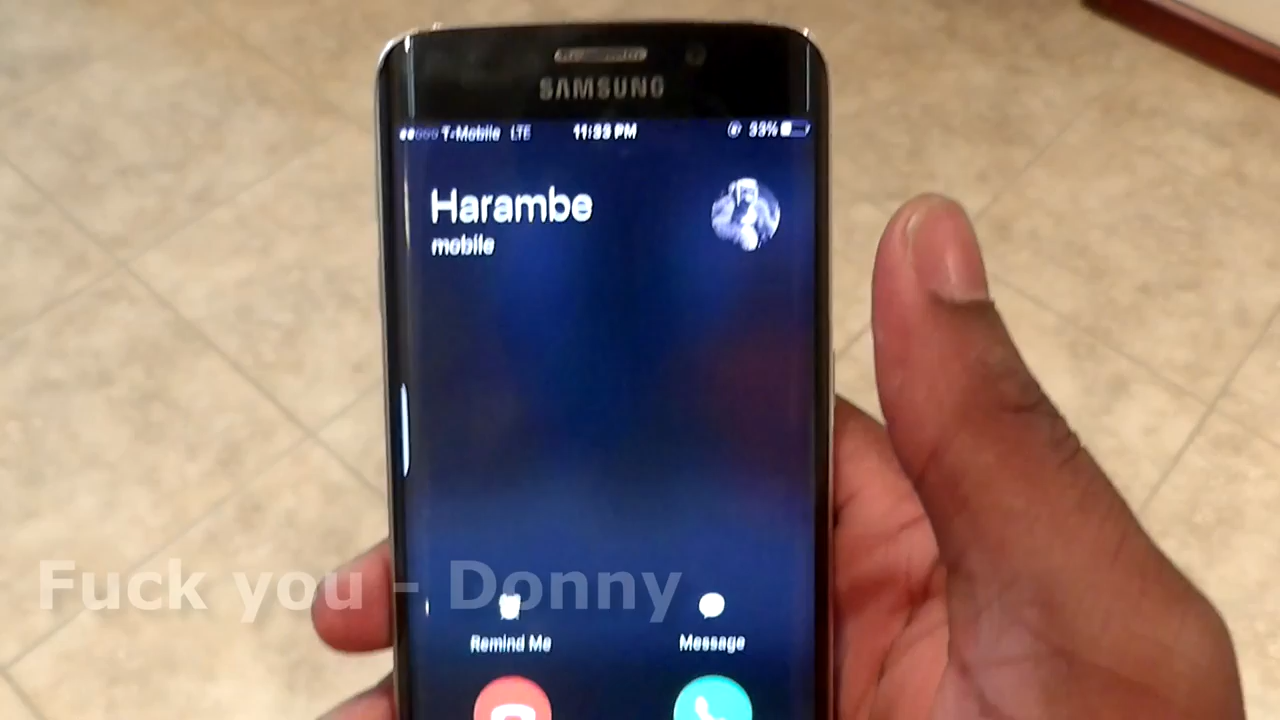 SAMSUNG
T-Mobile LTE 11:33 PM 33%
Harambe
mobile
Fuck you - Donny
Remind Me Message